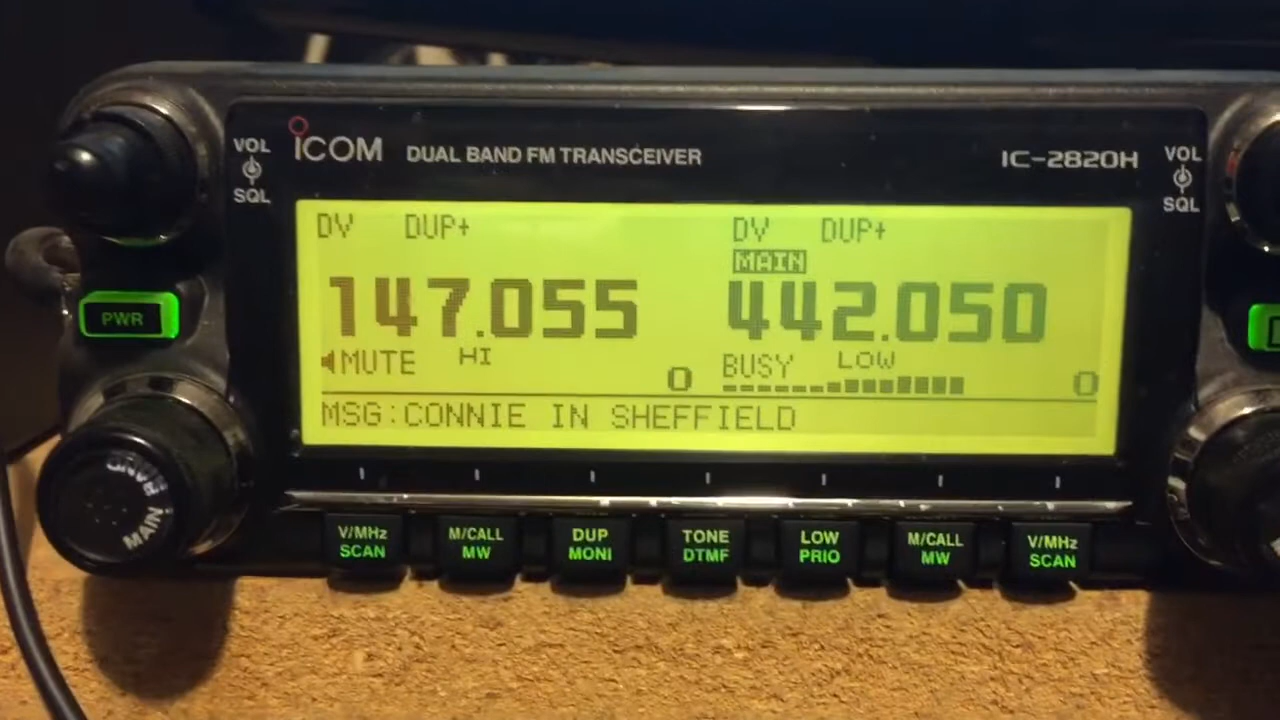 VOL
SQL
iCOM DUAL BAND FM TRANSCEIVER IC-2820H
VOL
SQL
DV DUP+ DV DUP+
MAIN
147.055 442.050
MUTE HI 0 BUSY LOW 0
MSG:CONNIE IN SHEFFIELD
PWR
MAIN BAND
V/MHz M/CALL DUP TONE LOW M/CALL V/MHz
SCAN MW MONI DTMF PRIO MW SCAN